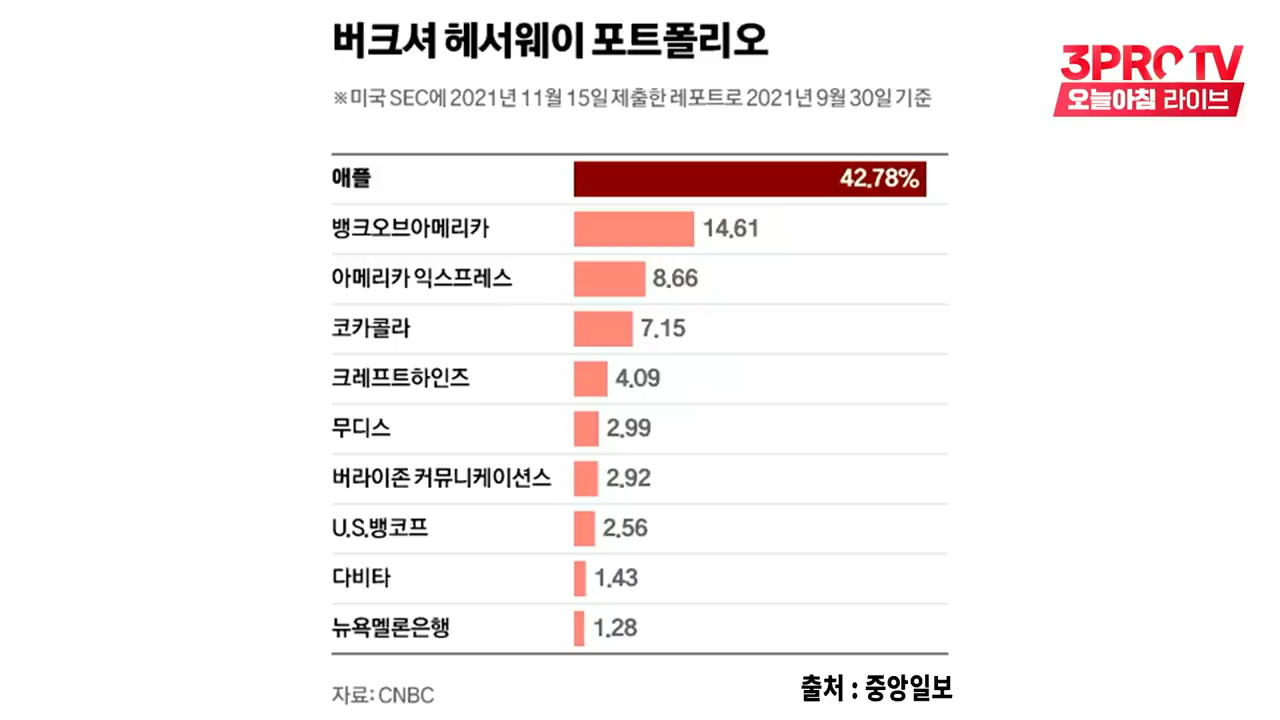 버크셔 헤서웨이 포트폴리오
3PRO TV
오늘아침 라이브
※미국 SEC에 2021년 11월 15일 제출한 레포트로 2021년 9월 30일 기준
애플 42.78%
뱅크오브아메리카 14.61
아메리카 익스프레스 8.66
코카콜라 7.15
크레프트하인즈 4.09
무디스 2.99
버라이존 커뮤니케이션스 2.92
U.S.뱅코프 2.56
다비타 1.43
뉴욕멜론은행 1.28
자료: CNBC
출처 : 중앙일보